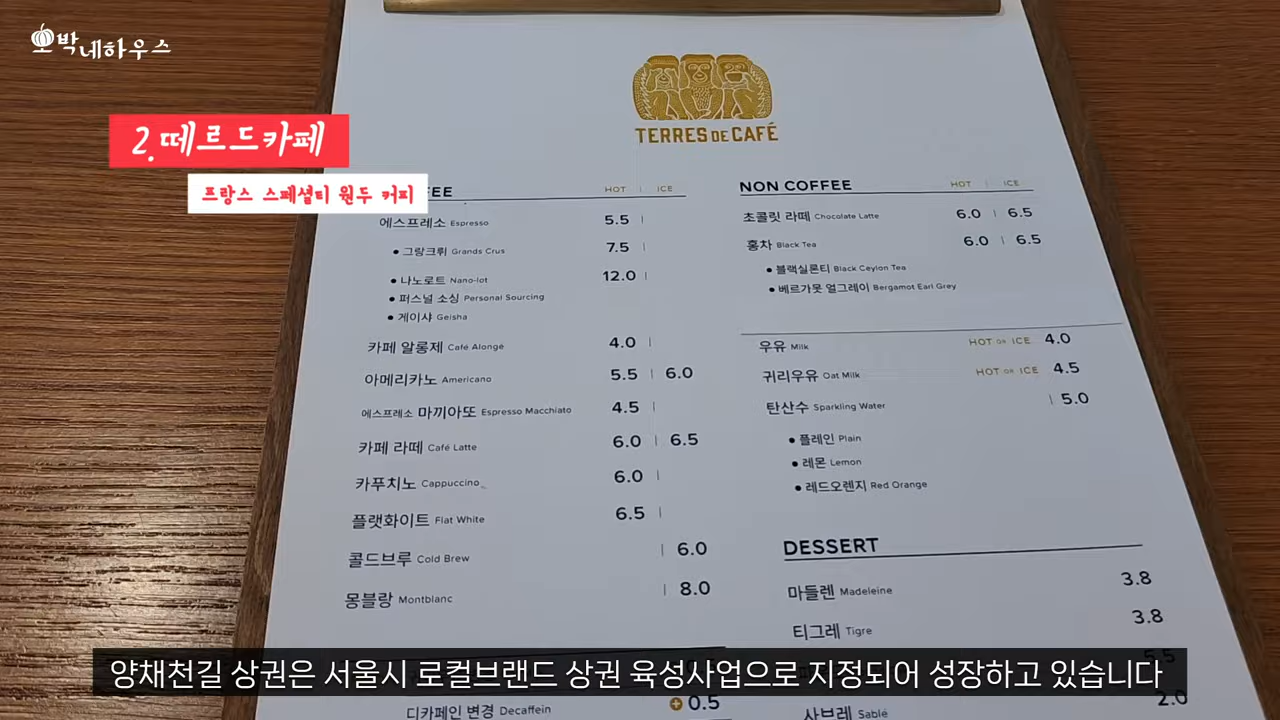 호박네하우스
2. 떼르드카페
프랑스 스페셜티 원두 커피
TERRES DE CAFÉ
FEE HOT | ICE
에스프레소 Espresso 5.5 |
• 그랑크뤼 Grands Crus 7.5 |
• 나노로트 Nano-lot 12.0 |
• 퍼스널 소싱 Personal Sourcing
• 게이샤 Geisha
카페 알롱제 Café Alongé 4.0 |
아메리카노 Americano 5.5 | 6.0
에스프레소 마끼아또 Espresso Macchiato 4.5 |
카페 라떼 Café Latte 6.0 | 6.5
카푸치노 Cappuccino 6.0 |
플랫화이트 Flat White 6.5 |
콜드브루 Cold Brew | 6.0
몽블랑 Montblanc | 8.0
디카페인 변경 Decaffein + 0.5
NON COFFEE HOT | ICE
초콜릿 라떼 Chocolate Latte 6.0 | 6.5
홍차 Black Tea 6.0 | 6.5
• 블랙실론티 Black Ceylon Tea
• 베르가못 얼그레이 Bergamot Earl Grey
우유 Milk HOT OR ICE 4.0
귀리우유 Oat Milk HOT OR ICE 4.5
탄산수 Sparkling Water | 5.0
• 플레인 Plain
• 레몬 Lemon
• 레드오렌지 Red Orange
DESSERT
마들렌 Madeleine 3.8
티그레 Tigre 3.8
사브레 Sablé 2.0
양재천길 상권은 서울시 로컬브랜드 상권 육성사업으로 지정되어 성장하고 있습니다